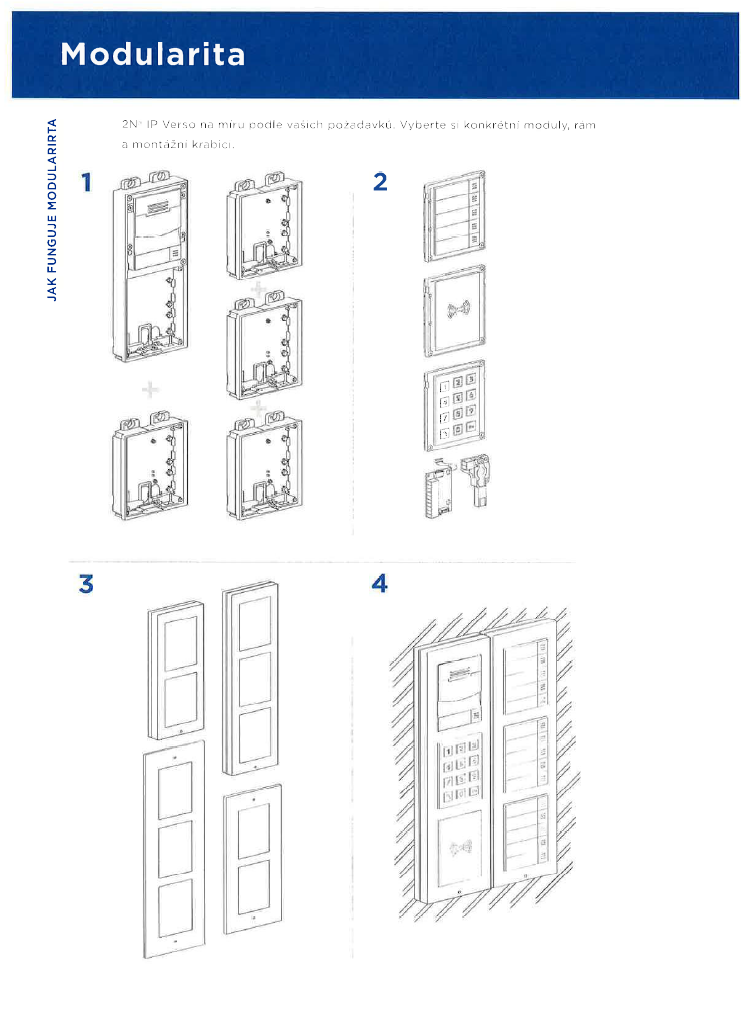 Modularita
JAK FUNGUJE MODULARIRTA
2N® IP Verso na míru podle vašich požadavků. Vyberte si konkrétní moduly, rám
a montážní krabici.
1
2
3
4